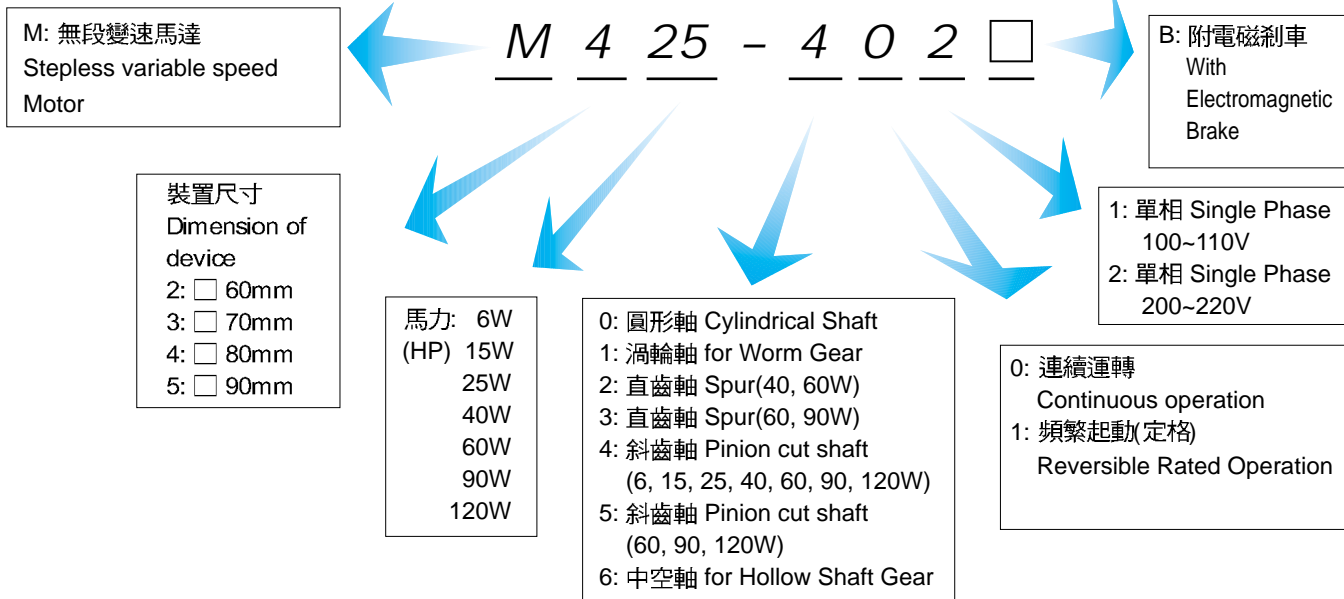 M 4 25 - 4 0 2 □
M: 無段變速馬達
Stepless variable speed
Motor
B: 附電磁剎車
With
Electromagnetic
Brake
裝置尺寸
Dimension of
device
2: □ 60mm
3: □ 70mm
4: □ 80mm
5: □ 90mm
馬力: 6W
(HP) 15W
25W
40W
60W
90W
120W
0: 圓形軸 Cylindrical Shaft
1: 渦輪軸 for Worm Gear
2: 直齒軸 Spur(40, 60W)
3: 直齒軸 Spur(60, 90W)
4: 斜齒軸 Pinion cut shaft
(6, 15, 25, 40, 60, 90, 120W)
5: 斜齒軸 Pinion cut shaft
(60, 90, 120W)
6: 中空軸 for Hollow Shaft Gear
0: 連續運轉
Continuous operation
1: 頻繁起動(定格)
Reversible Rated Operation
1: 單相 Single Phase
100~110V
2: 單相 Single Phase
200~220V